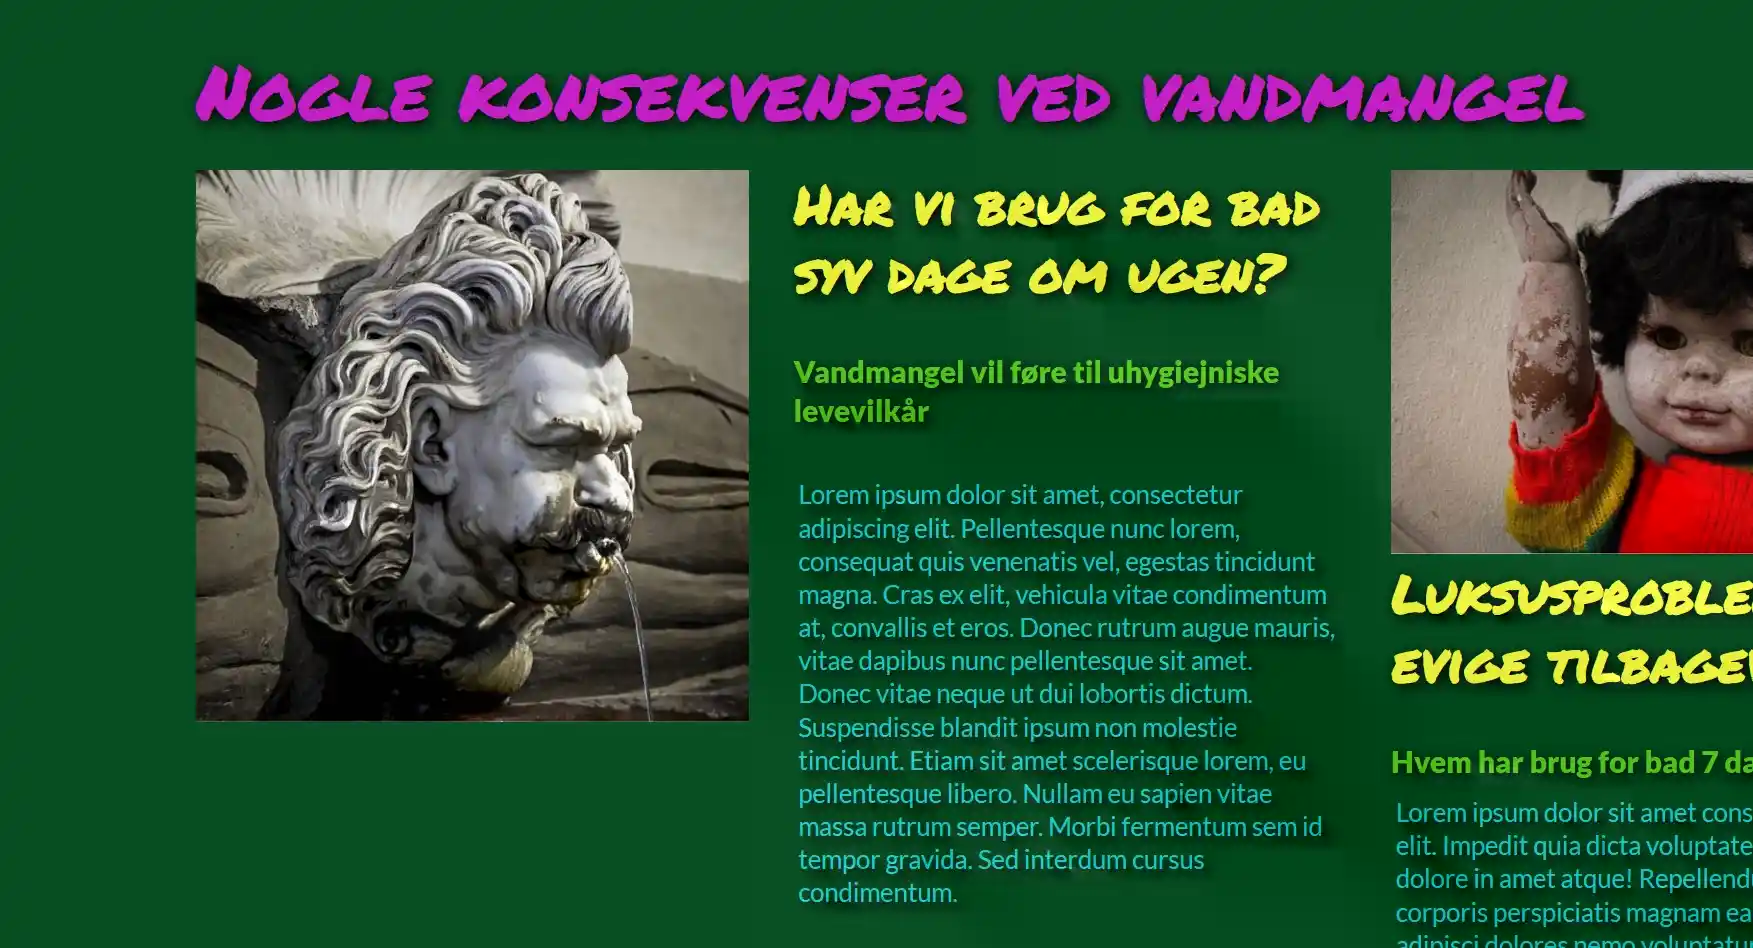 Nogle konsekvenser ved vandmangel
Har vi brug for bad
syv dage om ugen?
Vandmangel vil føre til uhygiejniske
levevilkår
Lorem ipsum dolor sit amet, consectetur
adipiscing elit. Pellentesque nunc lorem,
consequat quis venenatis vel, egestas tincidunt
magna. Cras ex elit, vehicula vitae condimentum
at, convallis et eros. Donec rutrum augue mauris,
vitae dapibus nunc pellentesque sit amet.
Donec vitae neque ut dui lobortis dictum.
Suspendisse blandit ipsum non molestie
tincidunt. Etiam sit amet scelerisque lorem, eu
pellentesque libero. Nullam eu sapien vitae
massa rutrum semper. Morbi fermentum sem id
tempor gravida. Sed interdum cursus
condimentum.
evige
Hvem har brug for bad 7
Lorem ipsum dolor sit amet
elit. Impedit quia dicta
dolore in amet atque!
corporis perspiciatis magnam
adipisci dolores nemo